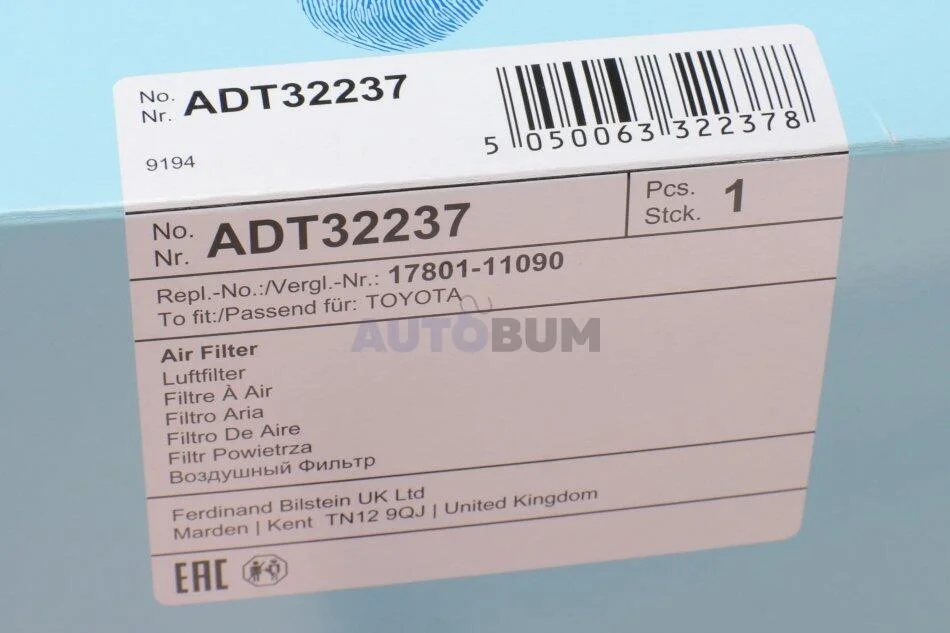 No.
Nr. ADT32237
9194
5 050063 322378
No.
Nr. ADT32237
Pcs.
Stck. 1
Repl.-No.:/Vergl.-Nr.: 17801-11090
To fit:/Passend für: TOYOTA
AUTOBUM
Air Filter
Luftfilter
Filtre À Air
Filtro Aria
Filtro De Aire
Filtr Powietrza
Воздушный Фильтр
Ferdinand Bilstein UK Ltd
Marden | Kent TN12 9QJ | United Kingdom
EAC